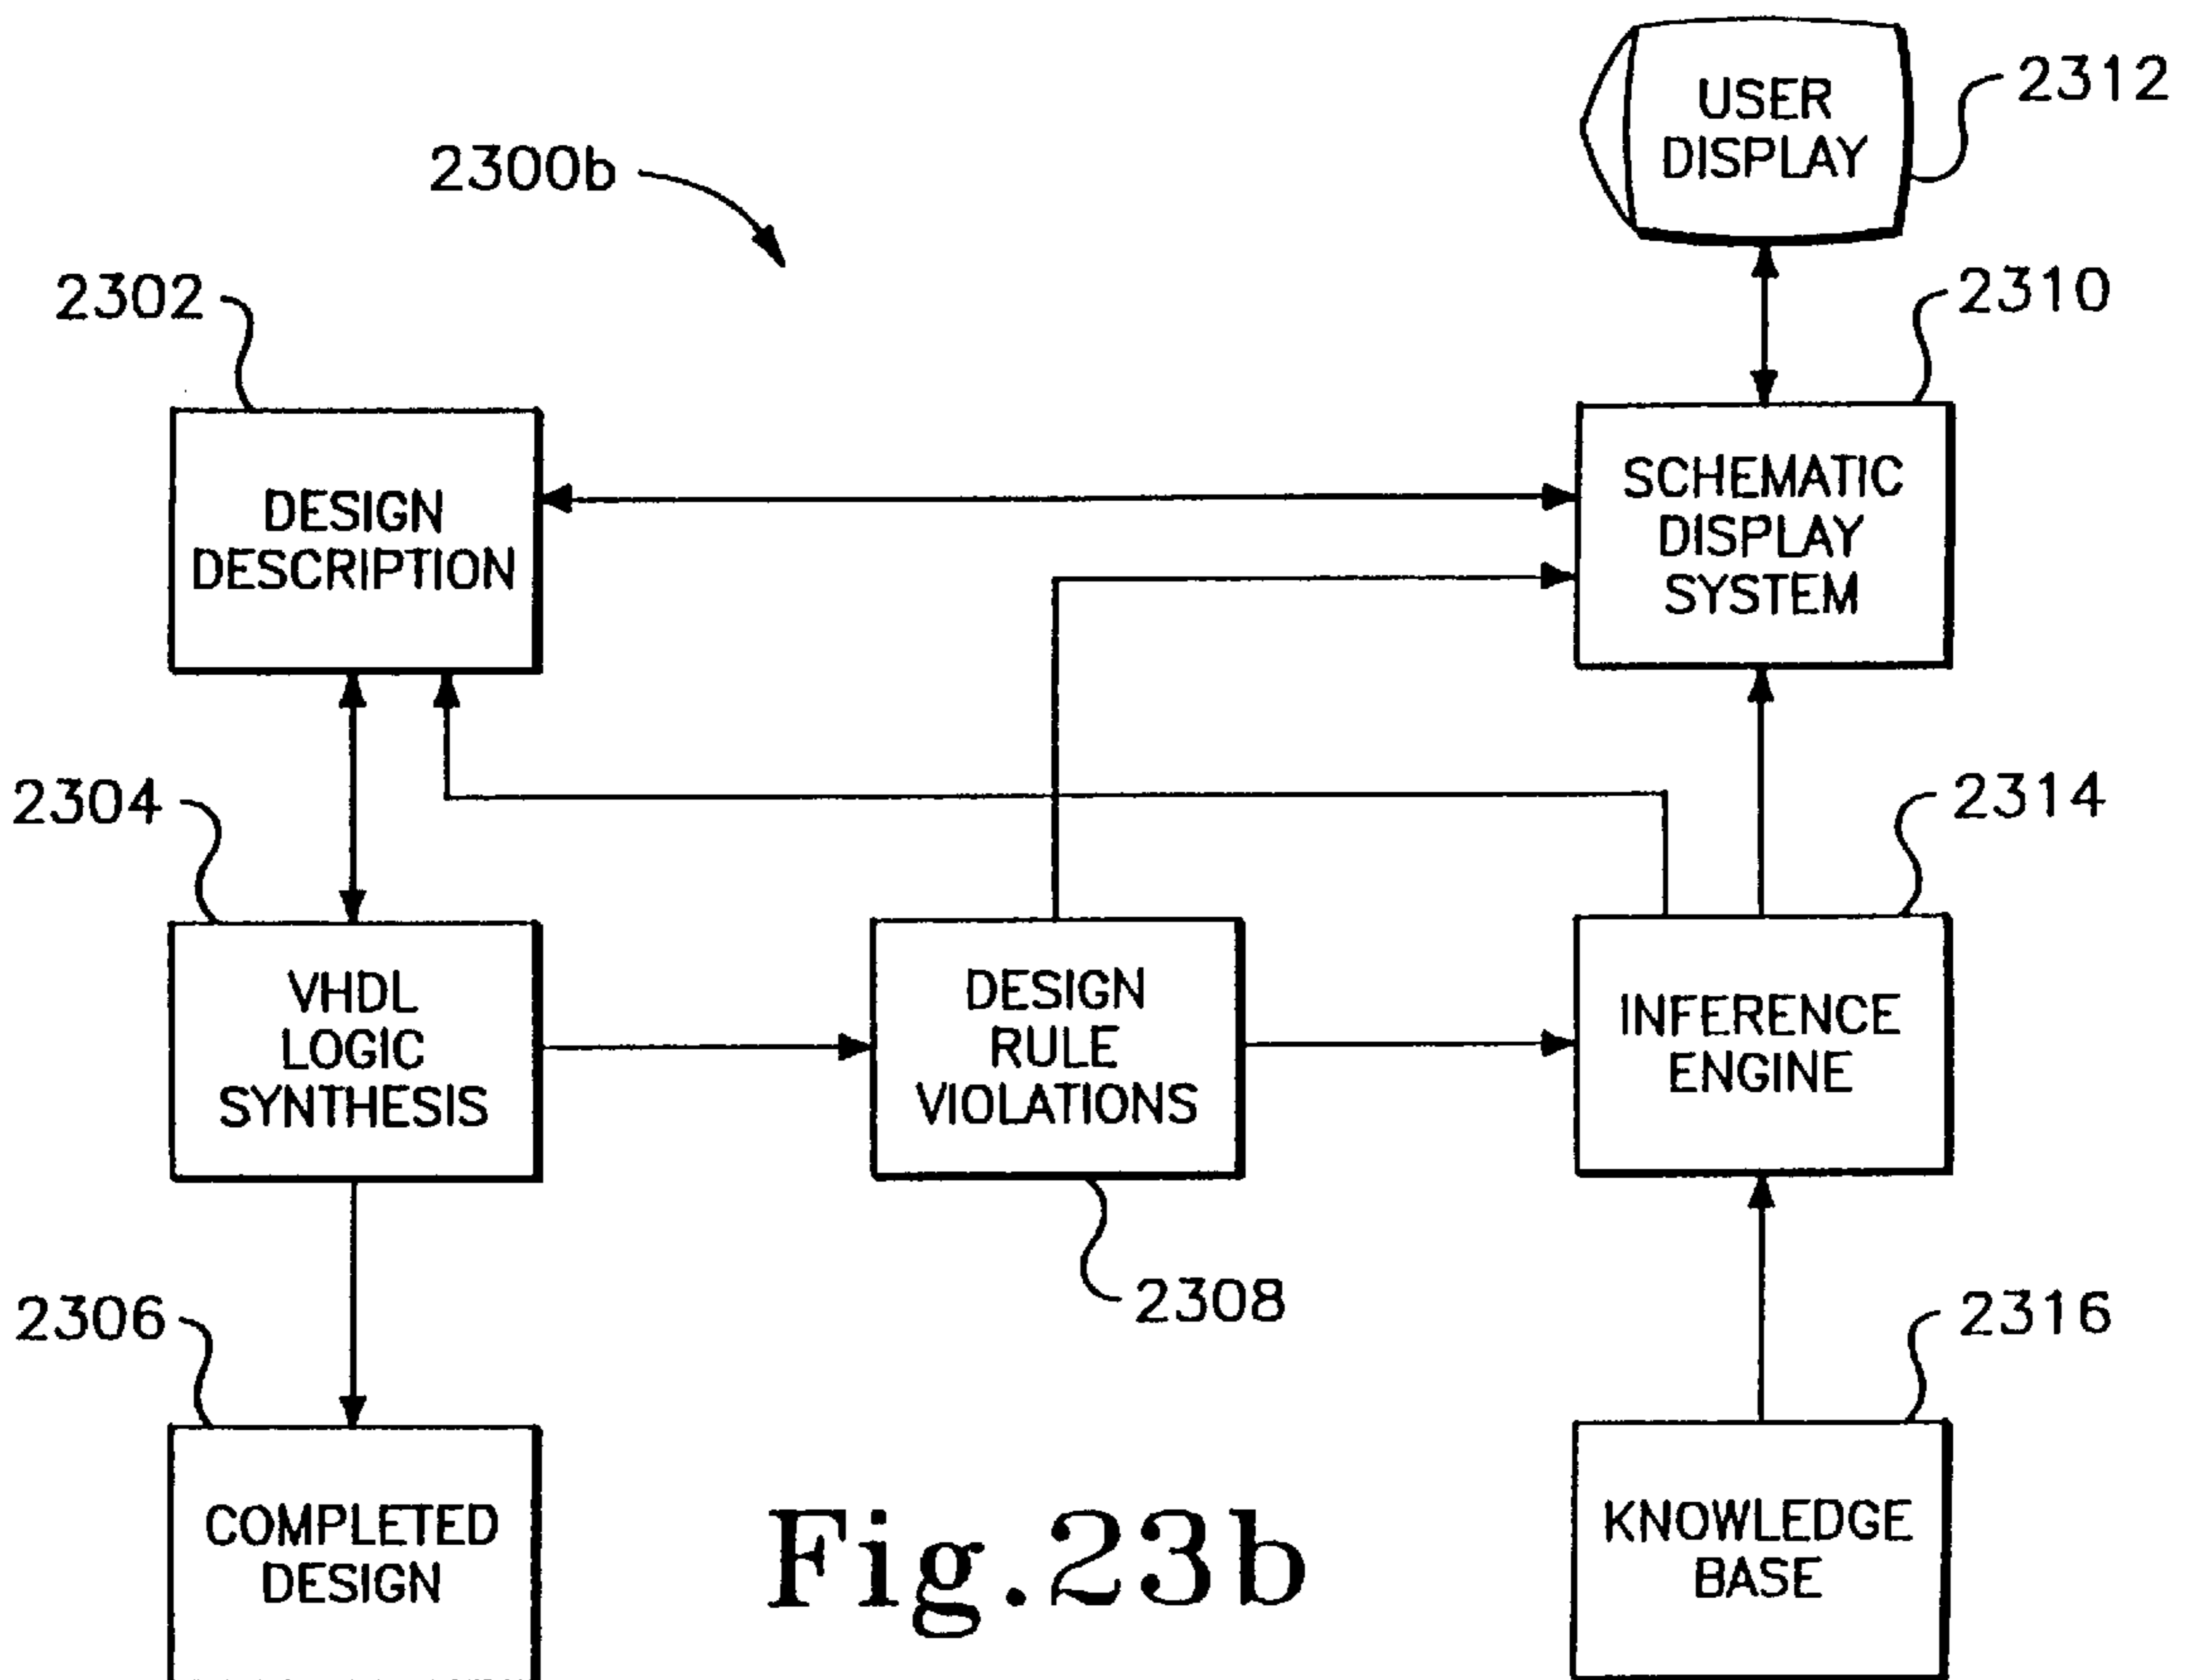 2300b
USER
DISPLAY
2312
2302
2310
DESIGN
DESCRIPTION
SCHEMATIC
DISPLAY
SYSTEM
2304
2314
VHDL
LOGIC
SYNTHESIS
DESIGN
RULE
VIOLATIONS
INFERENCE
ENGINE
2306
2308
2316
COMPLETED
DESIGN
Fig.23b
KNOWLEDGE
BASE